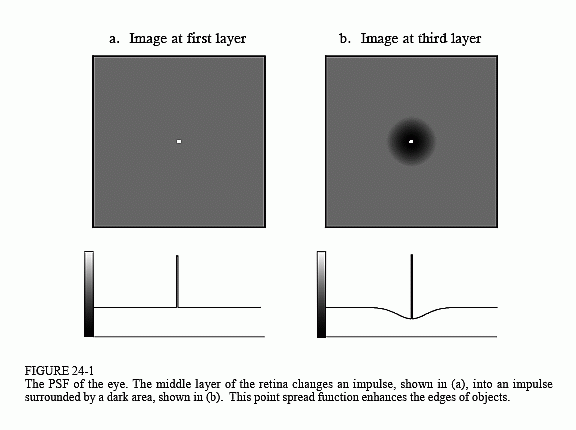 a. Image at first layer
b. Image at third layer
FIGURE 24-1
The PSF of the eye. The middle layer of the retina changes an impulse, shown in (a), into an impulse
surrounded by a dark area, shown in (b). This point spread function enhances the edges of objects.